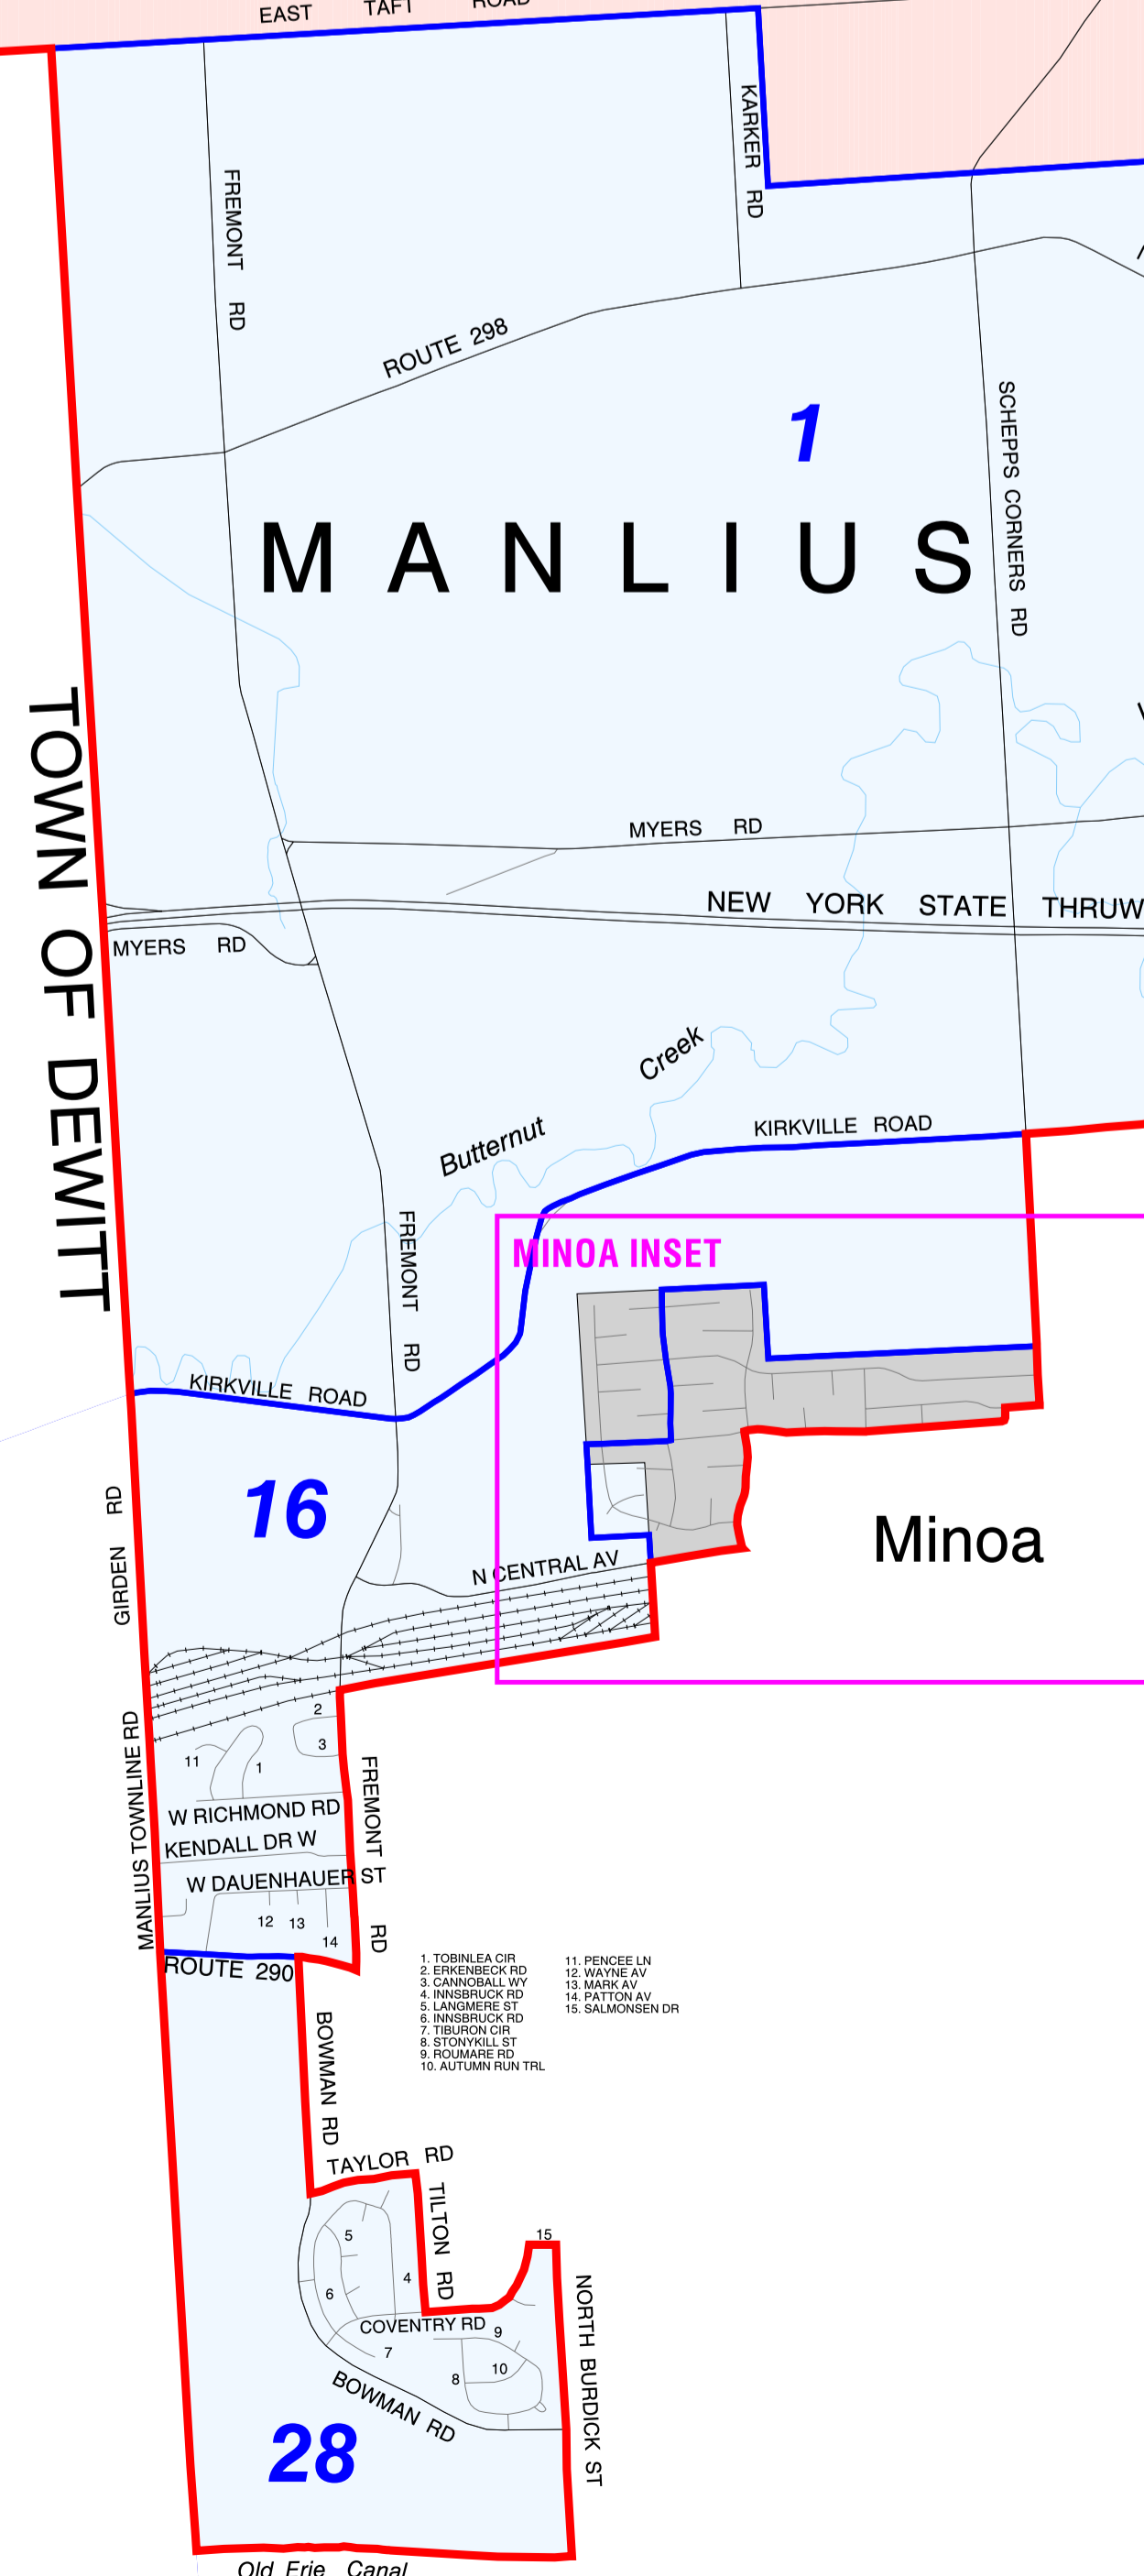 EAST TAFT ROAD
KARKER RD
FREMONT RD
ROUTE 298
1
SCHEPPS CORNERS RD
MANLIUS
TOWN OF DEWITT
MYERS RD
NEW YORK STATE THRUW
MYERS RD
Butternut Creek
KIRKVILLE ROAD
FREMONT RD
MINOA INSET
KIRKVILLE ROAD
16
GIRDEN RD
Minoa
N CENTRAL AV
MANLIUS TOWNLINE RD
2
3
11
1
FREMONT RD
W RICHMOND RD
KENDALL DR W
W DAUENHAUER ST
12
13
14
ROUTE 290
1. TOBINLEA CIR
2. ERKENBECK RD
3. CANNOBALL WY
4. INNSBRUCK RD
5. LANGMERE ST
6. INNSBRUCK RD
7. TIBURON CIR
8. STONYKILL ST
9. ROUMARE RD
10. AUTUMN RUN TRL
11. PENCEE LN
12. WAYNE AV
13. MARK AV
14. PATTON AV
15. SALMONSEN DR
BOWMAN RD
TAYLOR RD
TILTON RD
15
5
4
6
COVENTRY RD
9
7
10
8
NORTH BURDICK ST
BOWMAN RD
28
Old Erie Canal